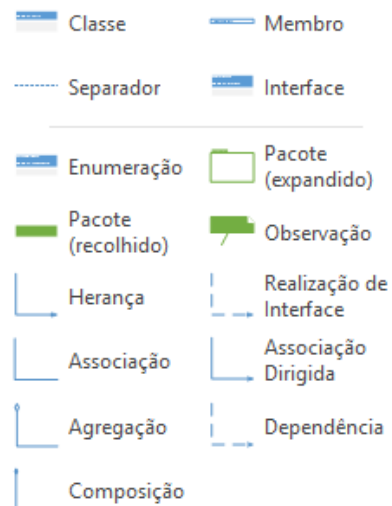 Classe
Membro
Separador
Interface
Enumeração
Pacote
(expandido)
Pacote
(recolhido)
Observação
Herança
Realização de
Interface
Associação
Associação
Dirigida
Agregação
Dependência
Composição